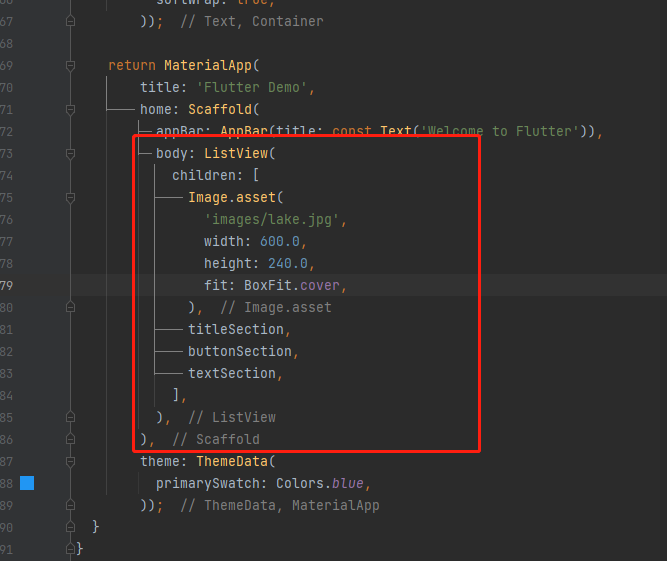 softWrap: true,
67 )); // Text, Container
68
69 return MaterialApp(
70 title: 'Flutter Demo',
71 home: Scaffold(
72 appBar: AppBar(title: const Text('Welcome to Flutter')),
73 body: ListView(
74 children: [
75 Image.asset(
76 'images/lake.jpg',
77 width: 600.0,
78 height: 240.0,
79 fit: BoxFit.cover,
80 ), // Image.asset
81 titleSection,
82 buttonSection,
83 textSection,
84 ],
85 ), // ListView
86 ), // Scaffold
87 theme: ThemeData(
88 primarySwatch: Colors.blue,
89 )); // ThemeData, MaterialApp
90 }
91 }